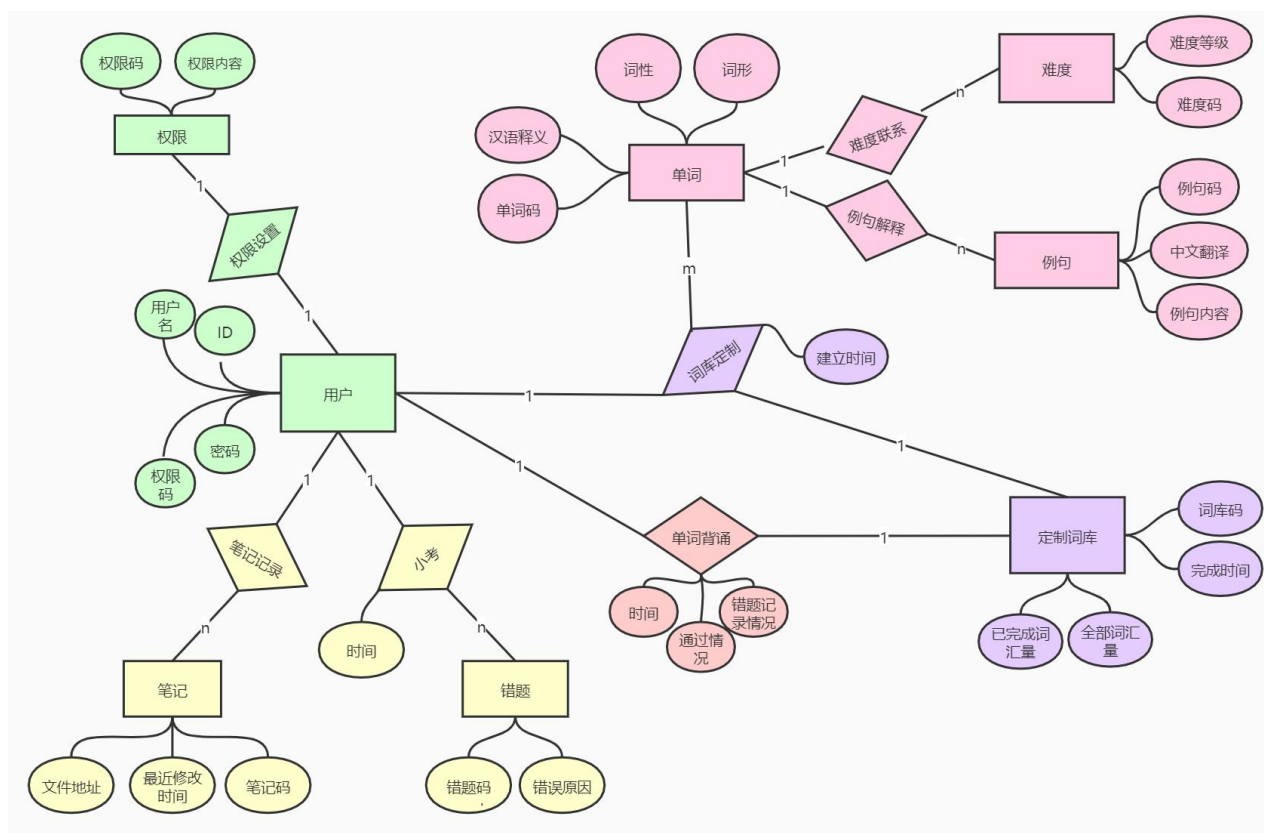 权限码
权限内容
权限
1
权限设置
1
用户
名
ID
用户
权限
码
密码
词性
词形
汉语释义
单词码
单词
1
难度联系
n
难度
难度等级
难度码
1
例句解释
n
例句
例句码
中文翻译
例句内容
m
词库定制
建立时间
1
1
1
单词背诵
1
时间
通过情
况
错题记
录情况
定制词库
词库码
完成时间
已完成词
汇量
全部词汇
量
1
笔记记录
n
笔记
文件地址
最近修改
时间
笔记码
1
小考
时间
n
错题
错题码
错误原因